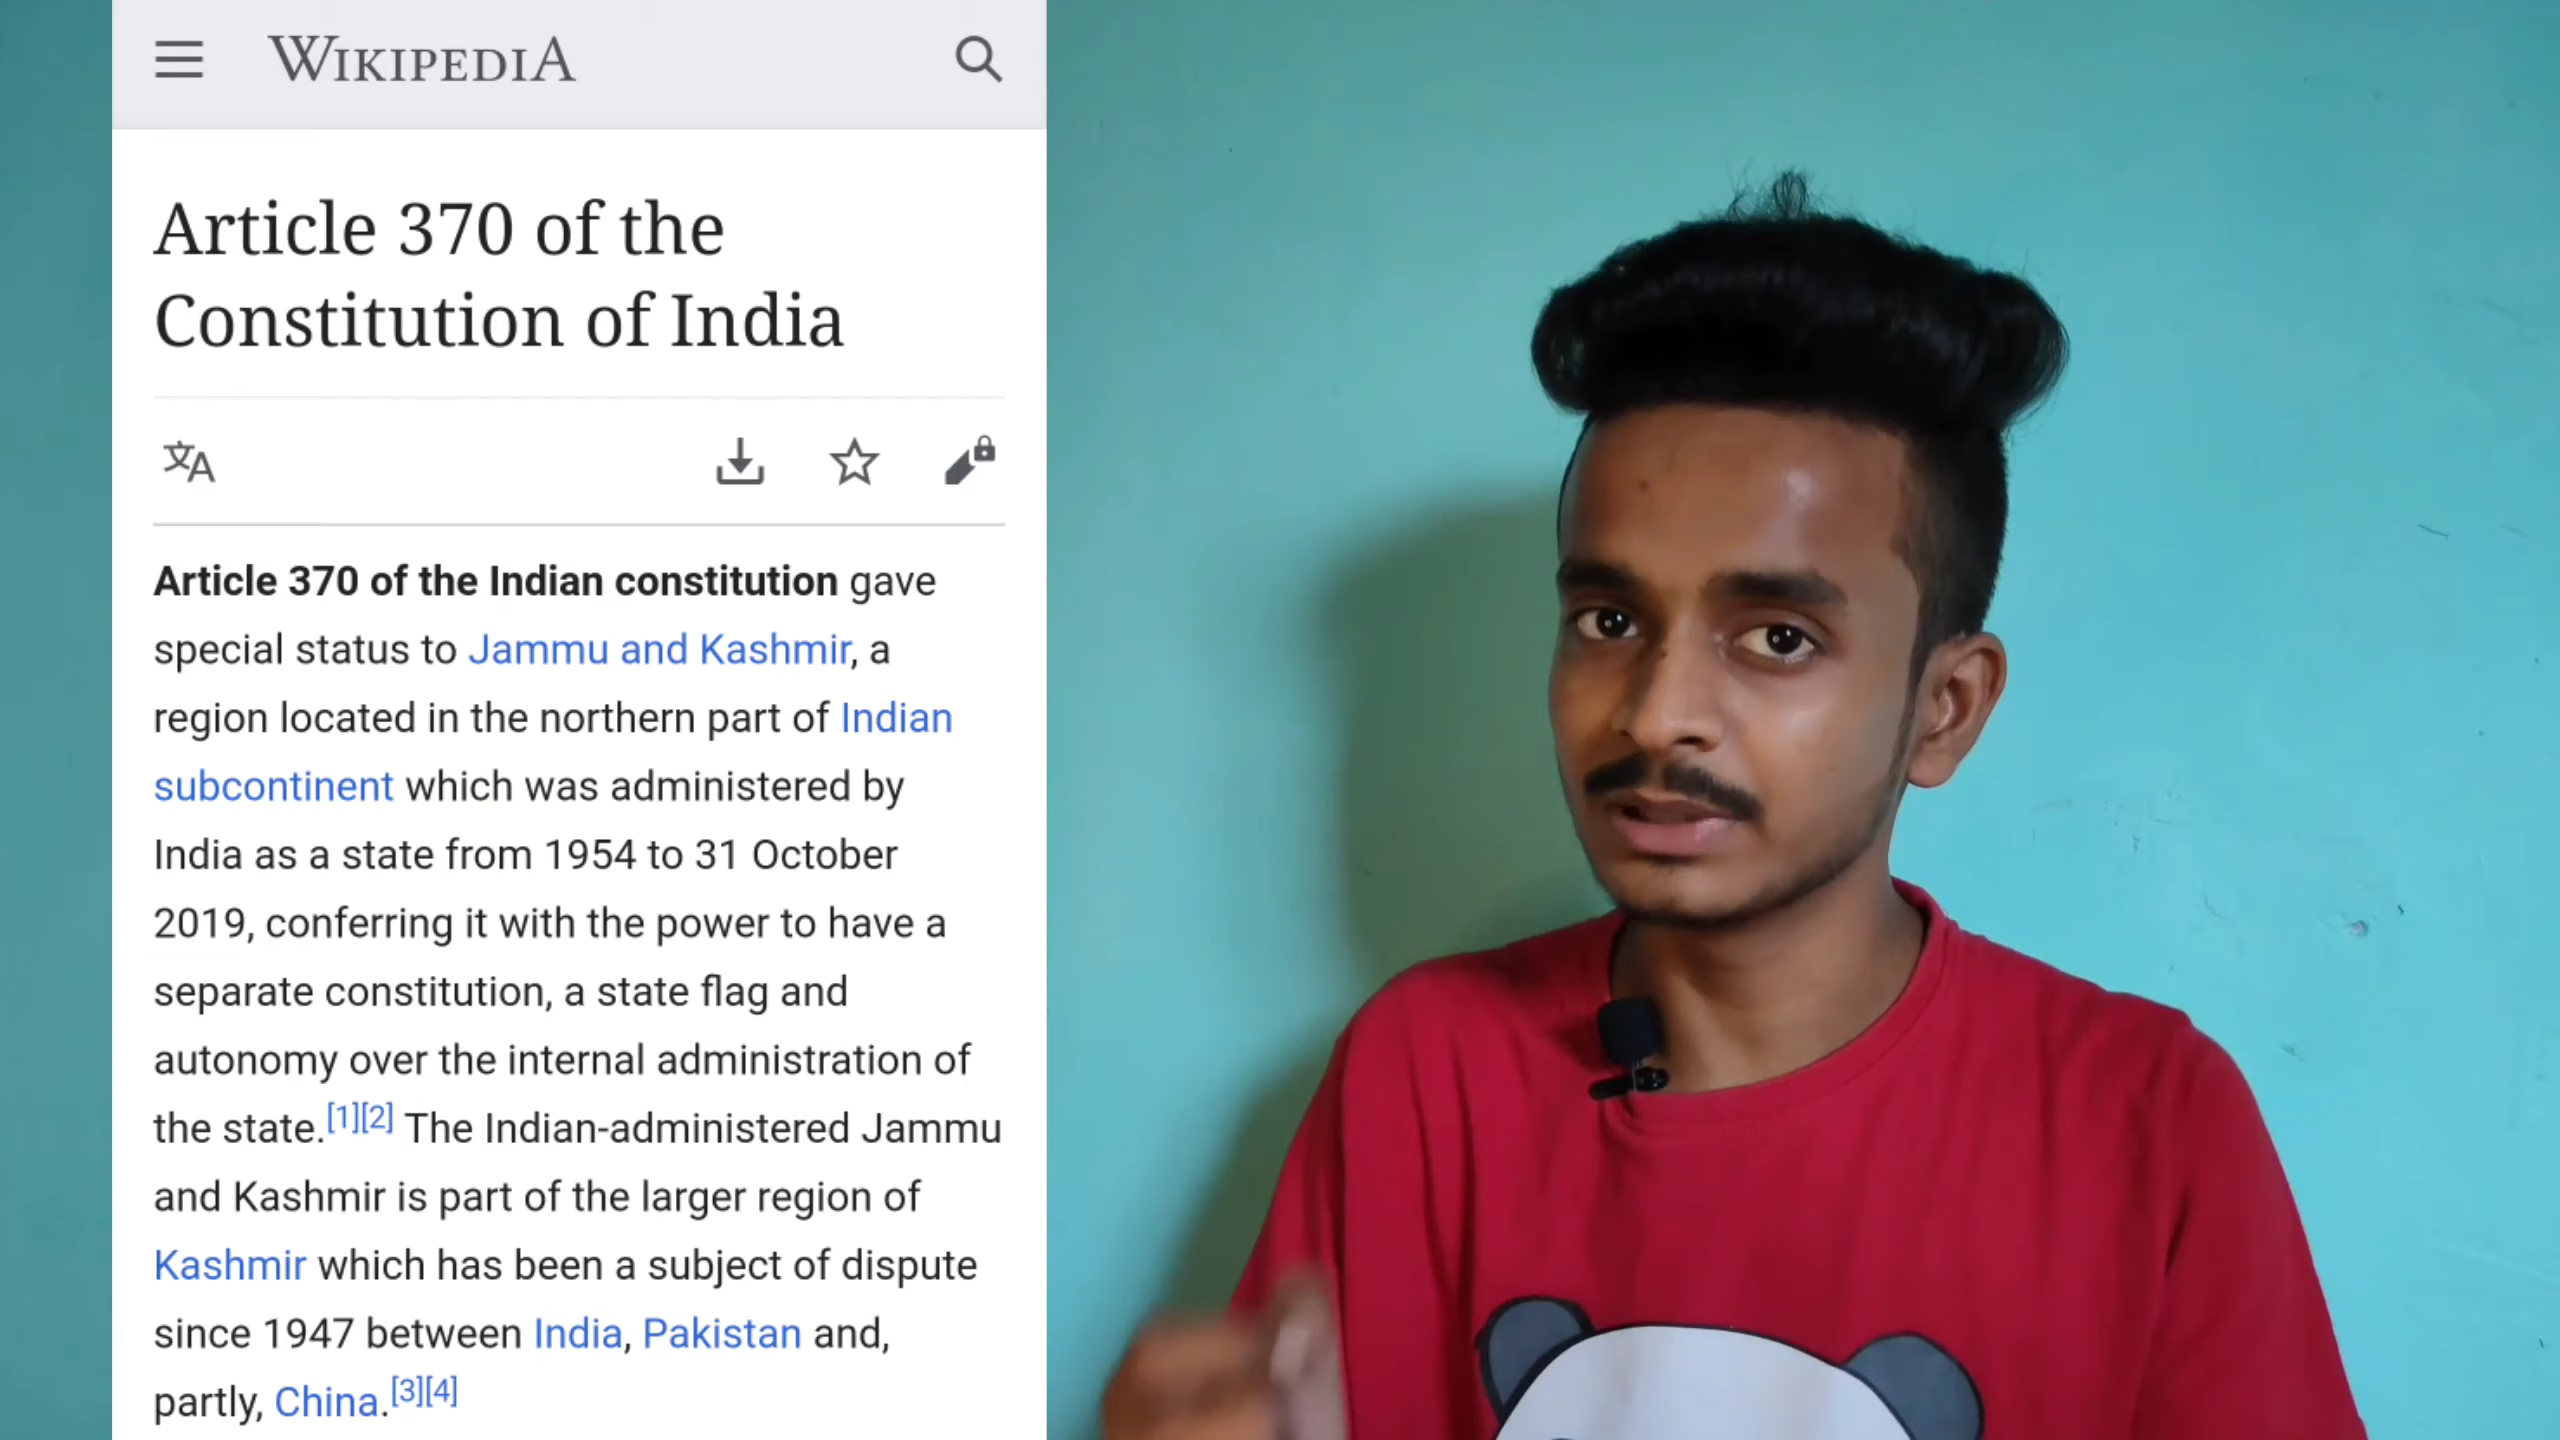 WIKIPEDIA
Article 370 of the
Constitution of India
Article 370 of the Indian constitution gave
special status to Jammu and Kashmir, a
region located in the northern part of Indian
subcontinent which was administered by
India as a state from 1954 to 31 October
2019, conferring it with the power to have a
separate constitution, a state flag and
autonomy over the internal administration of
the state.[1][2] The Indian-administered Jammu
and Kashmir is part of the larger region of
Kashmir which has been a subject of dispute
since 1947 between India, Pakistan and,
partly, China.[3][4]